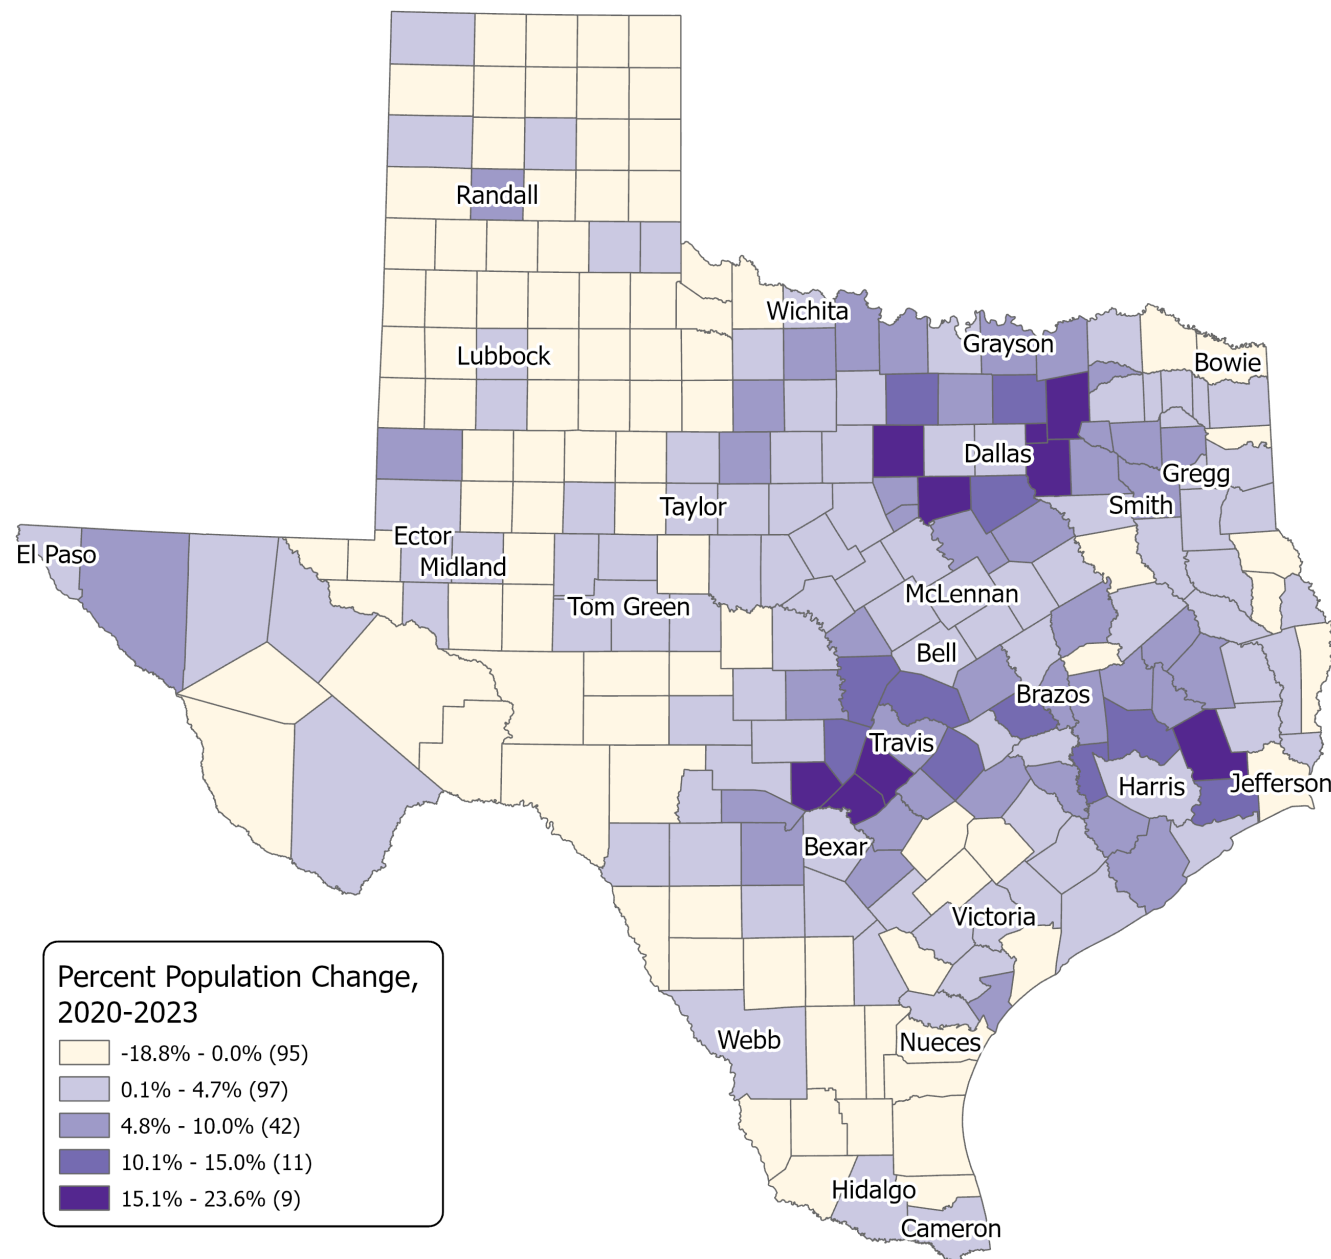 Randall
Wichita
Grayson
Lubbock
Bowie
Dallas
Gregg
Taylor
Smith
Ector
El Paso
Midland
McLennan
Tom Green
Bell
Brazos
Travis
Harris
Jefferson
Bexar
Victoria
Webb
Nueces
Hidalgo
Cameron
Percent Population Change,
2020-2023
-18.8% - 0.0% (95)
0.1% - 4.7% (97)
4.8% - 10.0% (42)
10.1% - 15.0% (11)
15.1% - 23.6% (9)